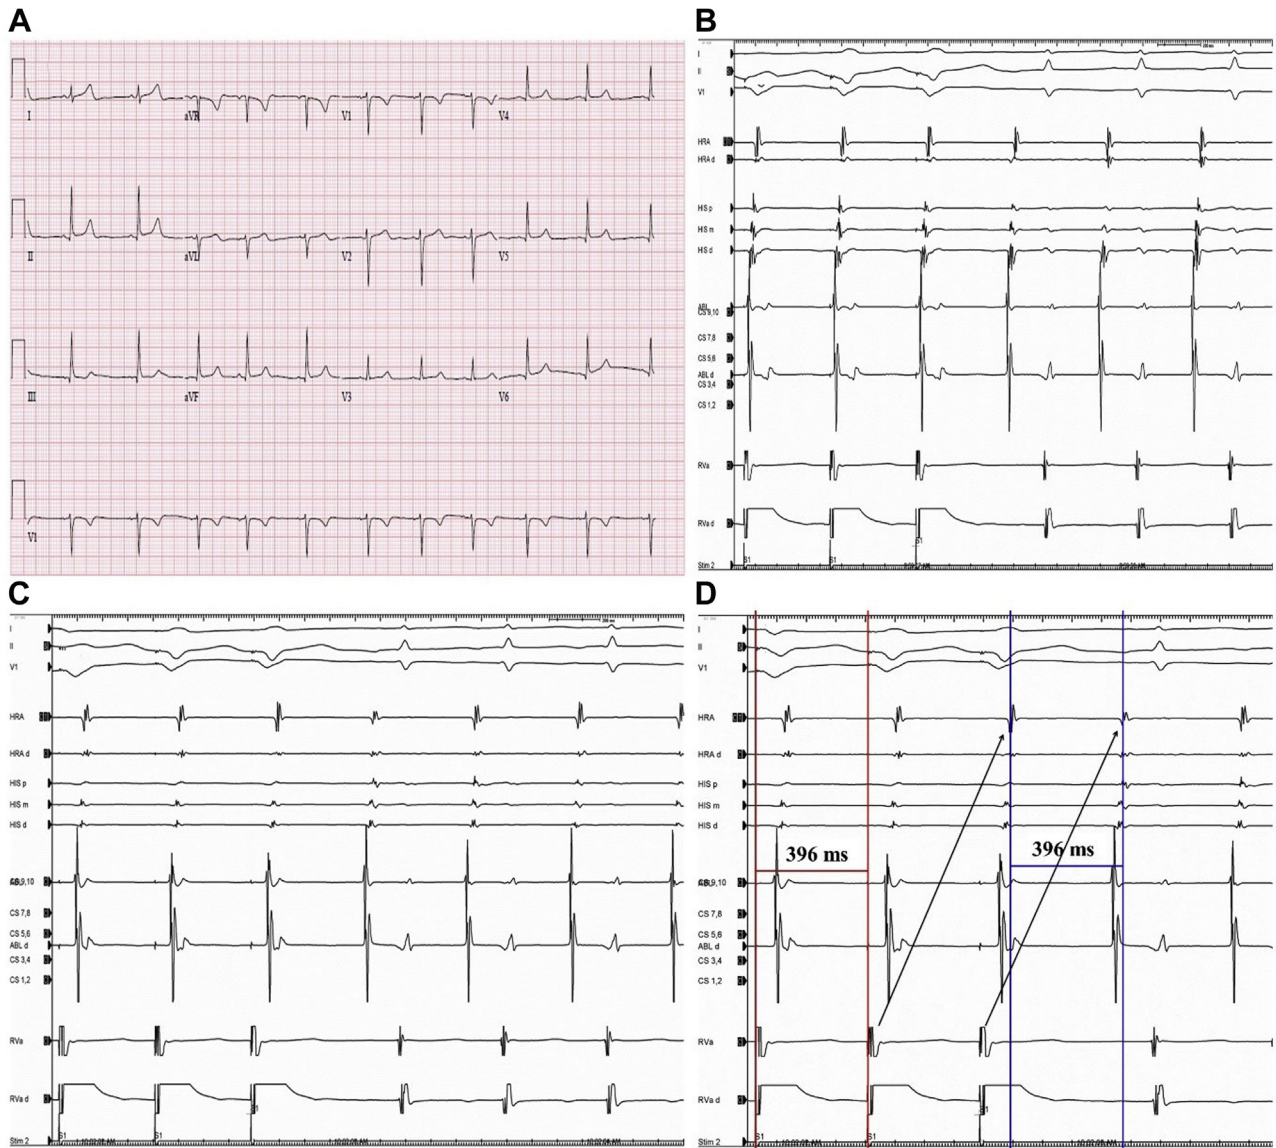 A
I
aVR
V1
V4
II
aVL
V2
V5
III
aVF
V3
V6
V1
B
200 ms
I
II
V1
HRA
HRA d
HIS p
HIS m
HIS d
CS 9,10
CS 7,8
CS 5,6
ABL d
CS 3,4
CS 1,2
RVa
RVa d
S1
S1
S1
Stim 2
C
200 ms
I
II
V1
HRA
HRA d
HIS p
HIS m
HIS d
CS 7,8
CS 5,6
ABL d
CS 3,4
CS 1,2
RVa
RVa d
S1
S1
S1
Stim 2
D
I
II
V1
HRA
HRA d
HIS p
HIS m
HIS d
396 ms
396 ms
CS 7,8
CS 5,6
ABL d
CS 3,4
CS 1,2
RVa
RVa d
S1
S1
S1
Stim 2